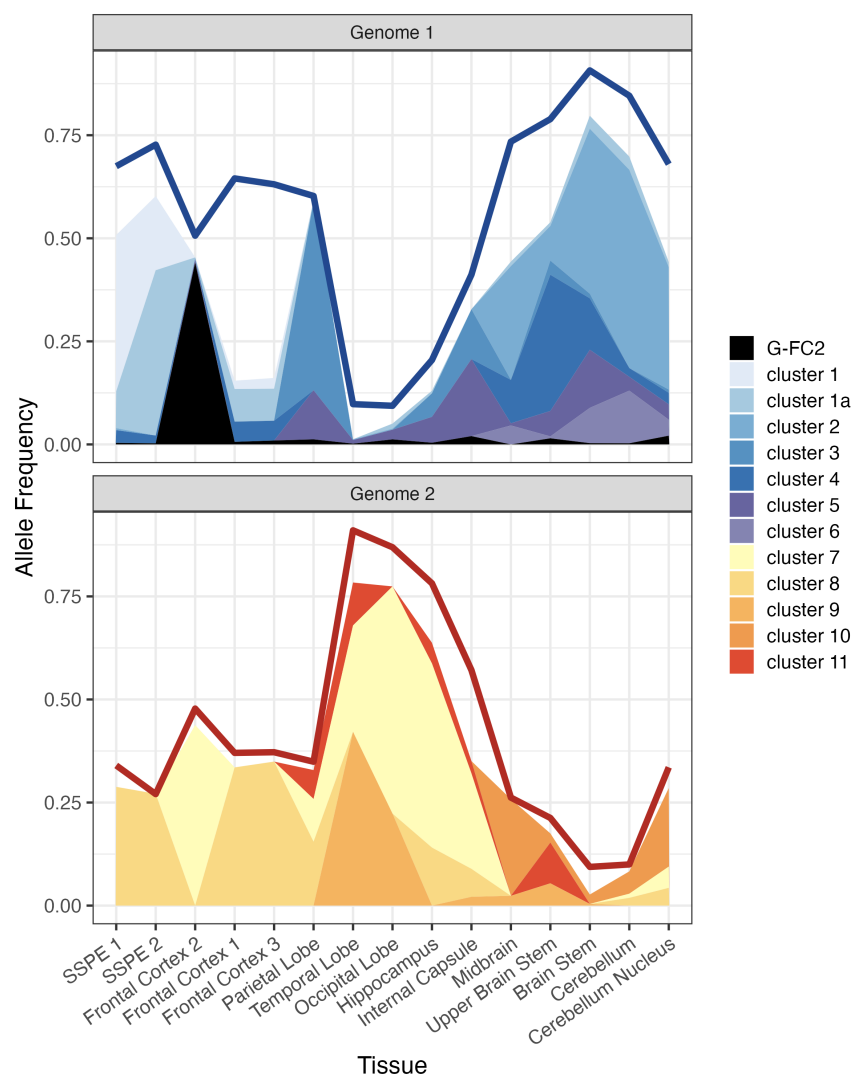 Genome 1
0.75
0.50
0.25
0.00
Genome 2
0.75
0.50
0.25
0.00
Allele Frequency
SSPE 1
SSPE 2
Frontal Cortex 2
Frontal Cortex 1
Frontal Cortex 3
Parietal Lobe
Temporal Lobe
Occipital Lobe
Hippocampus
Internal Capsule
Midbrain
Upper Brain Stem
Brain Stem
Cerebellum
Cerebellum Nucleus
Tissue
G-FC2
cluster 1
cluster 1a
cluster 2
cluster 3
cluster 4
cluster 5
cluster 6
cluster 7
cluster 8
cluster 9
cluster 10
cluster 11